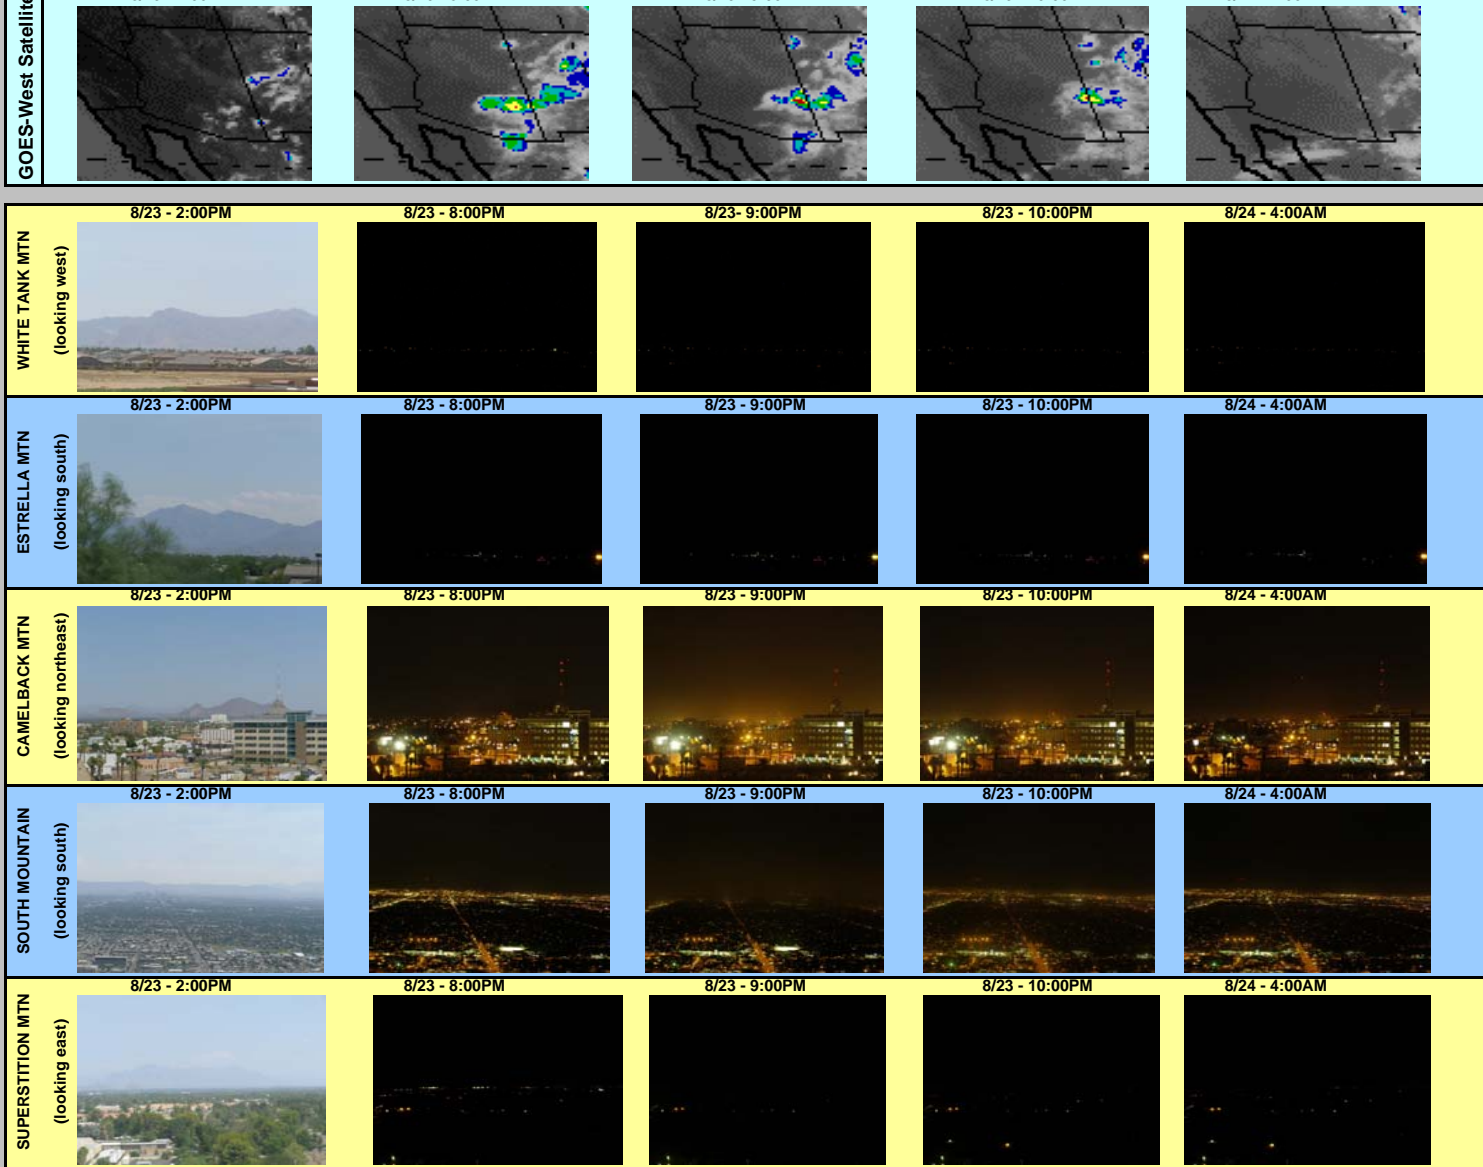 GOES-West Satellite
8/23 - 2:00PM 8/23 - 8:00PM 8/23- 9:00PM 8/23 - 10:00PM 8/24 - 4:00AM
WHITE TANK MTN
(looking west)
8/23 - 2:00PM 8/23 - 8:00PM 8/23 - 9:00PM 8/23 - 10:00PM 8/24 - 4:00AM
ESTRELLA MTN
(looking south)
8/23 - 2:00PM 8/23 - 8:00PM 8/23 - 9:00PM 8/23 - 10:00PM 8/24 - 4:00AM
CAMELBACK MTN
(looking northeast)
8/23 - 2:00PM 8/23 - 8:00PM 8/23 - 9:00PM 8/23 - 10:00PM 8/24 - 4:00AM
SOUTH MOUNTAIN
(looking south)
8/23 - 2:00PM 8/23 - 8:00PM 8/23 - 9:00PM 8/23 - 10:00PM 8/24 - 4:00AM
SUPERSTITION MTN
(looking east)